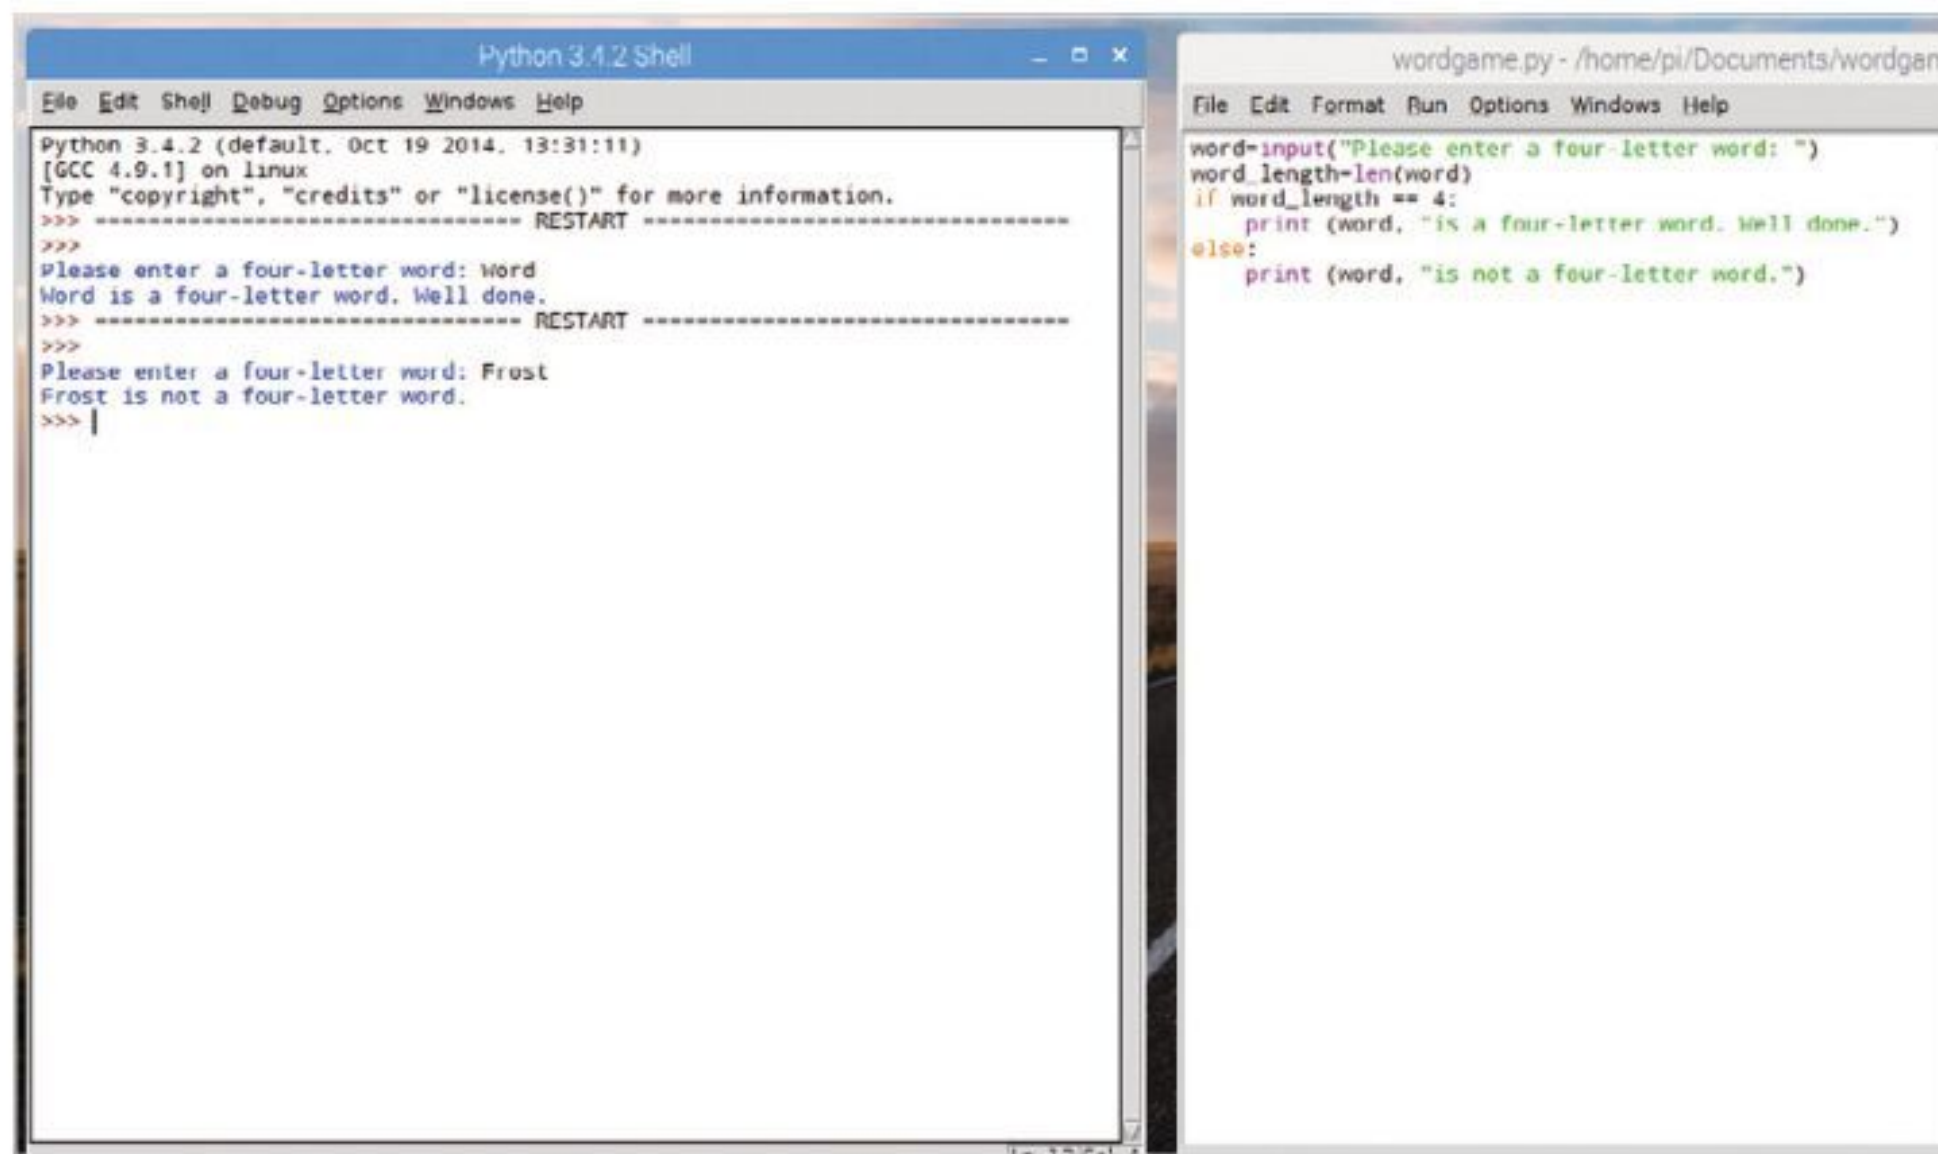 Python 3.4.2 Shell
File Edit Shell Debug Options Windows Help
Python 3.4.2 (default, Oct 19 2014, 13:31:11)
[GCC 4.9.1] on linux
Type "copyright", "credits" or "license()" for more information.
>>> ================================ RESTART ================================
>>>
Please enter a four-letter word: Word
Word is a four-letter word. Well done.
>>> ================================ RESTART ================================
>>>
Please enter a four-letter word: Frost
Frost is not a four-letter word.
>>>
wordgame.py - /home/pi/Documents/wordgam
File Edit Format Run Options Windows Help
word=input("Please enter a four-letter word: ")
word_length=len(word)
if word_length == 4:
    print (word, "is a four-letter word. Well done.")
else:
    print (word, "is not a four-letter word.")